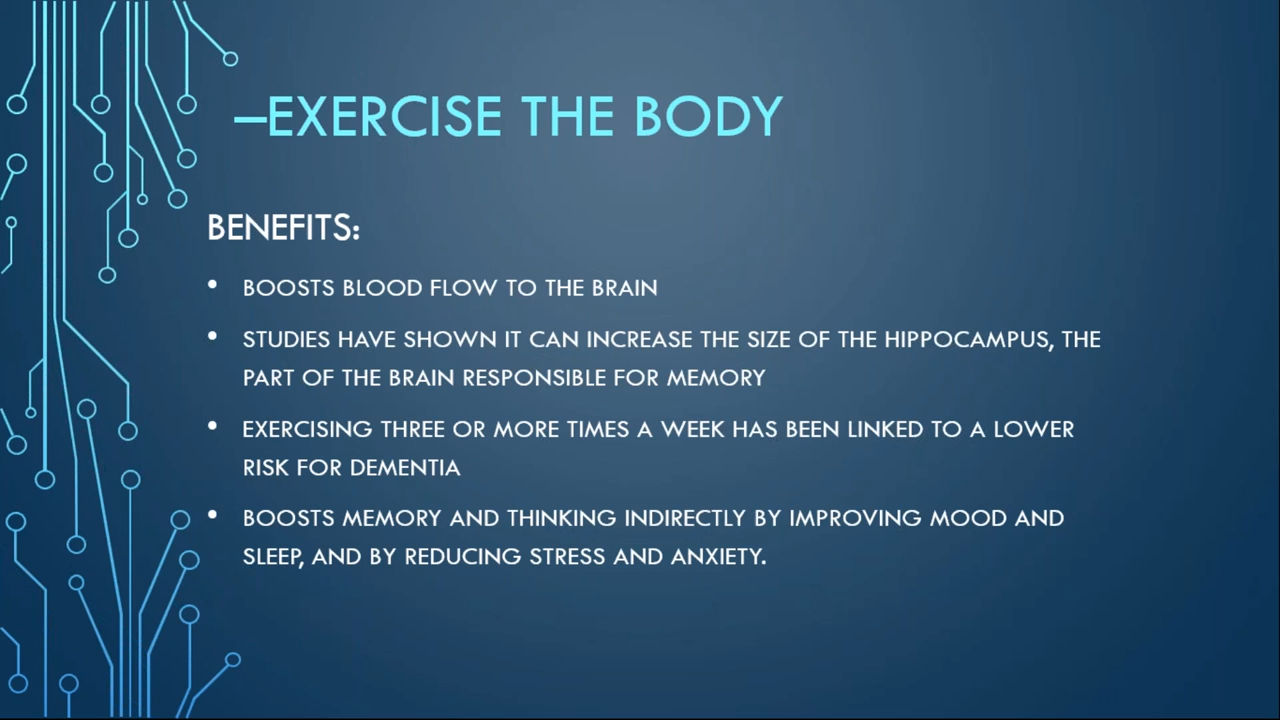 –EXERCISE THE BODY
BENEFITS:
• BOOSTS BLOOD FLOW TO THE BRAIN
• STUDIES HAVE SHOWN IT CAN INCREASE THE SIZE OF THE HIPPOCAMPUS, THE
PART OF THE BRAIN RESPONSIBLE FOR MEMORY
• EXERCISING THREE OR MORE TIMES A WEEK HAS BEEN LINKED TO A LOWER
RISK FOR DEMENTIA
• BOOSTS MEMORY AND THINKING INDIRECTLY BY IMPROVING MOOD AND
SLEEP, AND BY REDUCING STRESS AND ANXIETY.